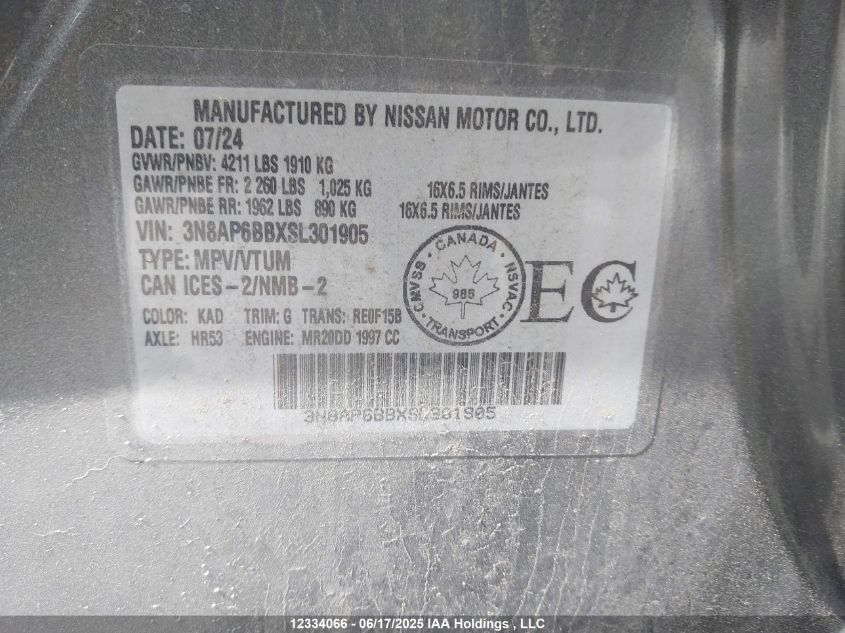 MANUFACTURED BY NISSAN MOTOR CO., LTD.
DATE: 07/24
GVWR/PNBV: 4211 LBS 1910 KG
GAWR/PNBE FR: 2 260 LBS 1,025 KG 16X6.5 RIMS/JANTES
GAWR/PNBE RR: 1962 LBS 890 KG 16X6.5 RIMS/JANTES
VIN: 3N8AP6BBXSL301905
TYPE: MPV/VTUM
CAN ICES-2/NMB-2
CANADA
CMVSS 986 NSVAC
TRANSPORT
EC
COLOR: KAD TRIM: G TRANS: RE0F15B
AXLE: HR53 ENGINE: MR20DD 1997 CC
3N8AP6BBXSL301905
12334066 - 06/17/2025 IAA Holdings , LLC